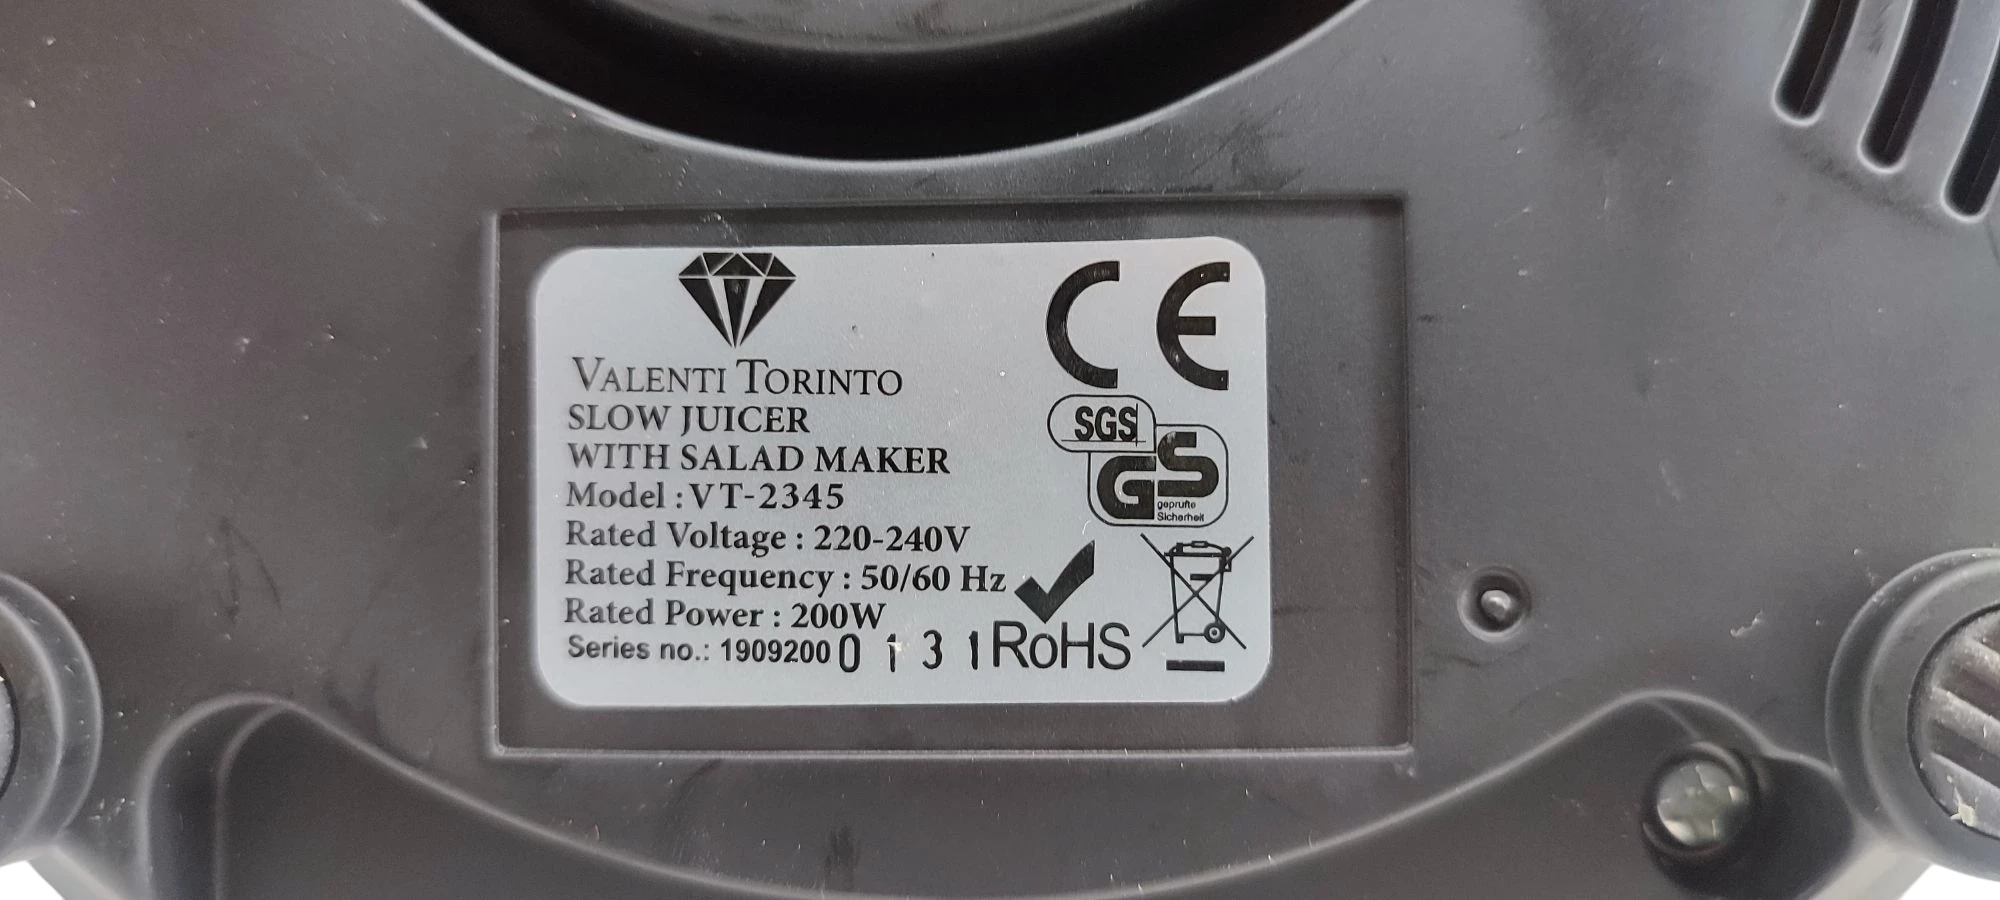 VALENTI TORINTO
SLOW JUICER
WITH SALAD MAKER
Model : VT-2345
Rated Voltage : 220-240V
Rated Frequency : 50/60 Hz
Rated Power : 200W
Series no.: 1909200 0 1 3 1
CE
SGS
GS
geprüfte
Sicherheit
RoHS